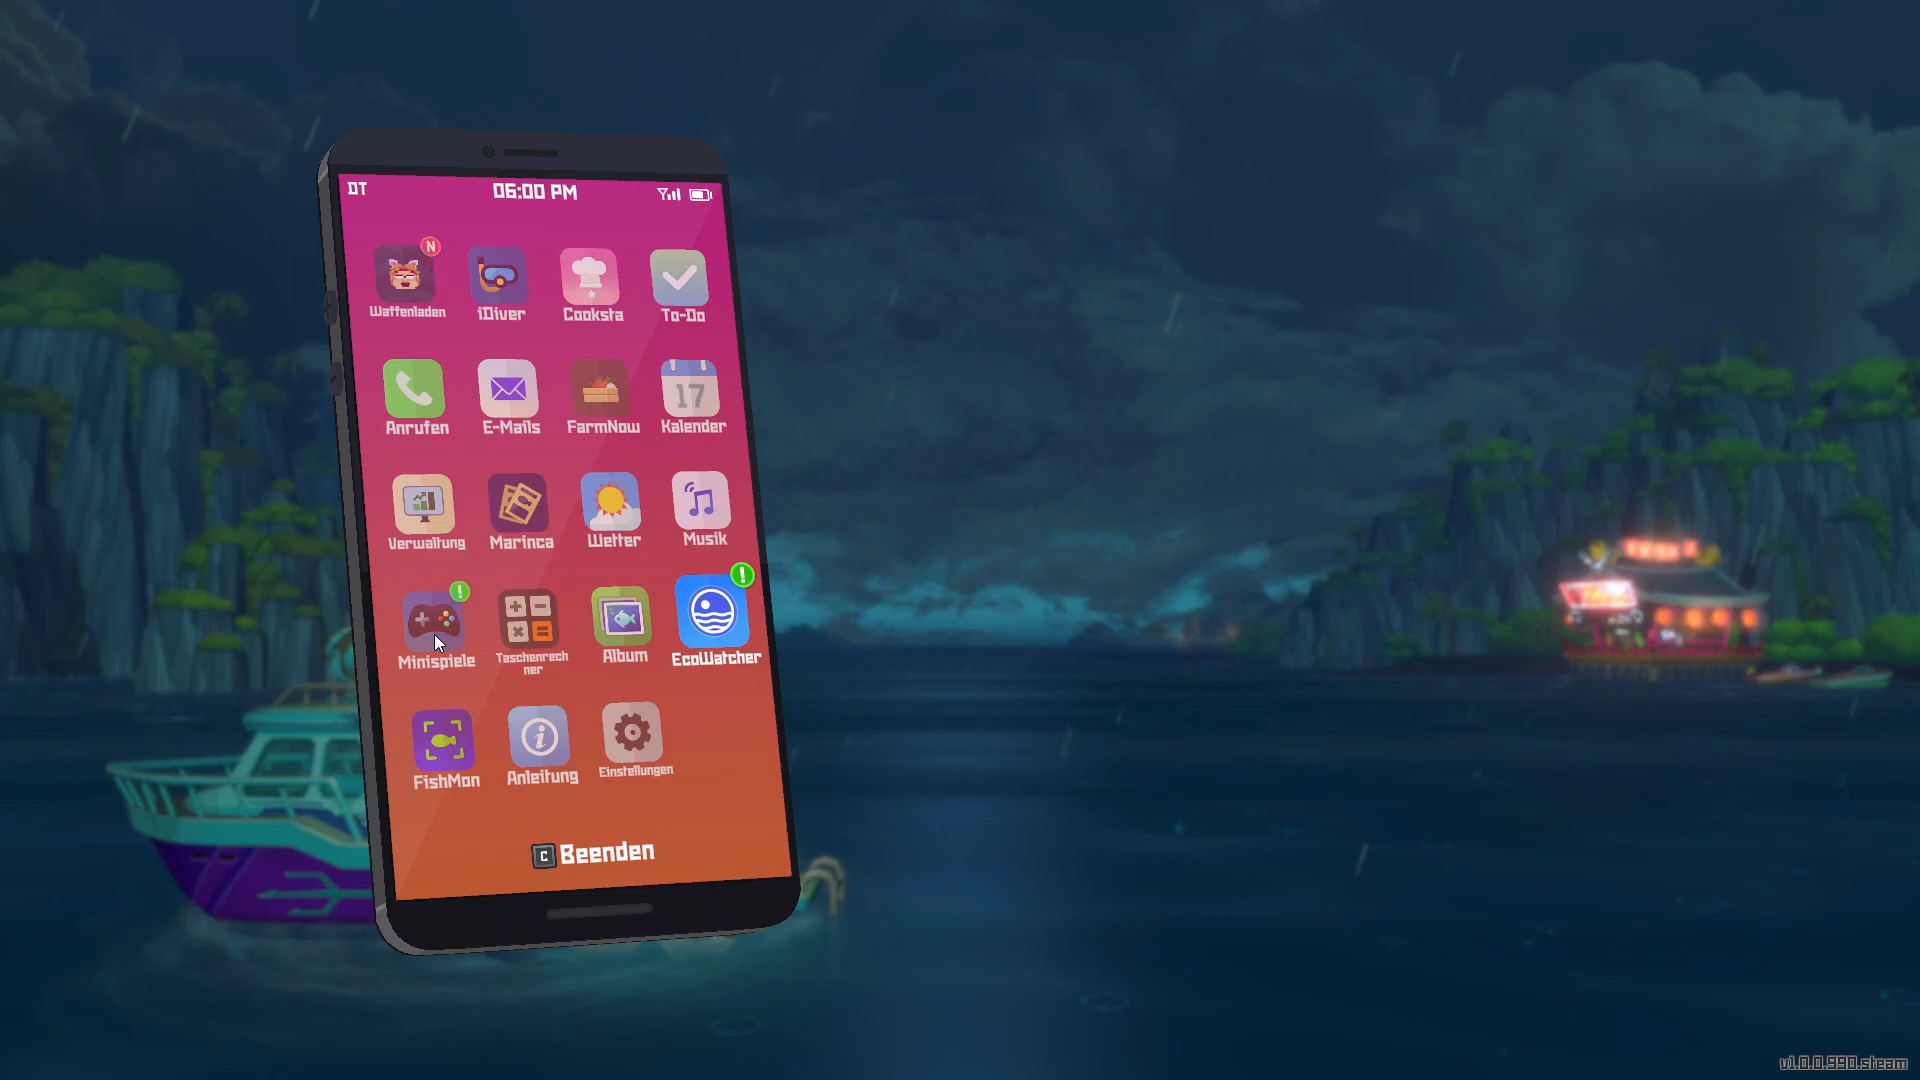 DT
06:00 PM
N
Waffenladen
iDiver
Cooksta
To-Do
17
Anrufen
E-Mails
FarmNow
Kalender
Verwaltung
Marinca
Wetter
Musik
!
!
Minispiele
Taschenrech
ner
Album
EcoWatcher
FishMon
Anleitung
Einstellungen
C Beenden
v1.0.0.990.steam